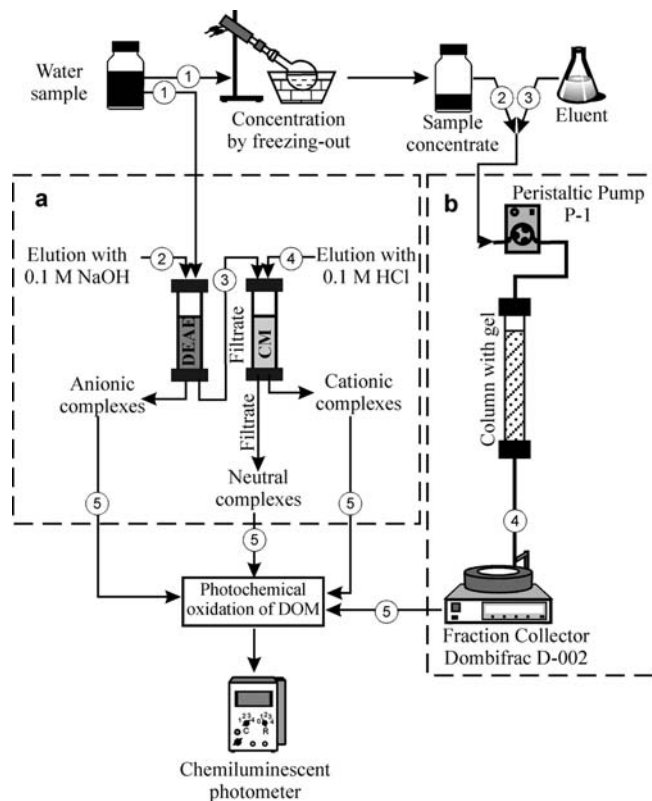 Water
sample
1
1
Concentration
by freezing-out
Sample
concentrate
2
3
Eluent
a
Elution with
0.1 M NaOH
2
3
4
Elution with
0.1 M HCl
DEAE
Filtrate
CM
Anionic
complexes
Filtrate
Cationic
complexes
Neutral
complexes
5
5
5
Photochemical
oxidation of DOM
Chemiluminescent
photometer
b
Peristaltic Pump
P-1
Column with gel
4
5
Fraction Collector
Dombifrac D-002
C
R